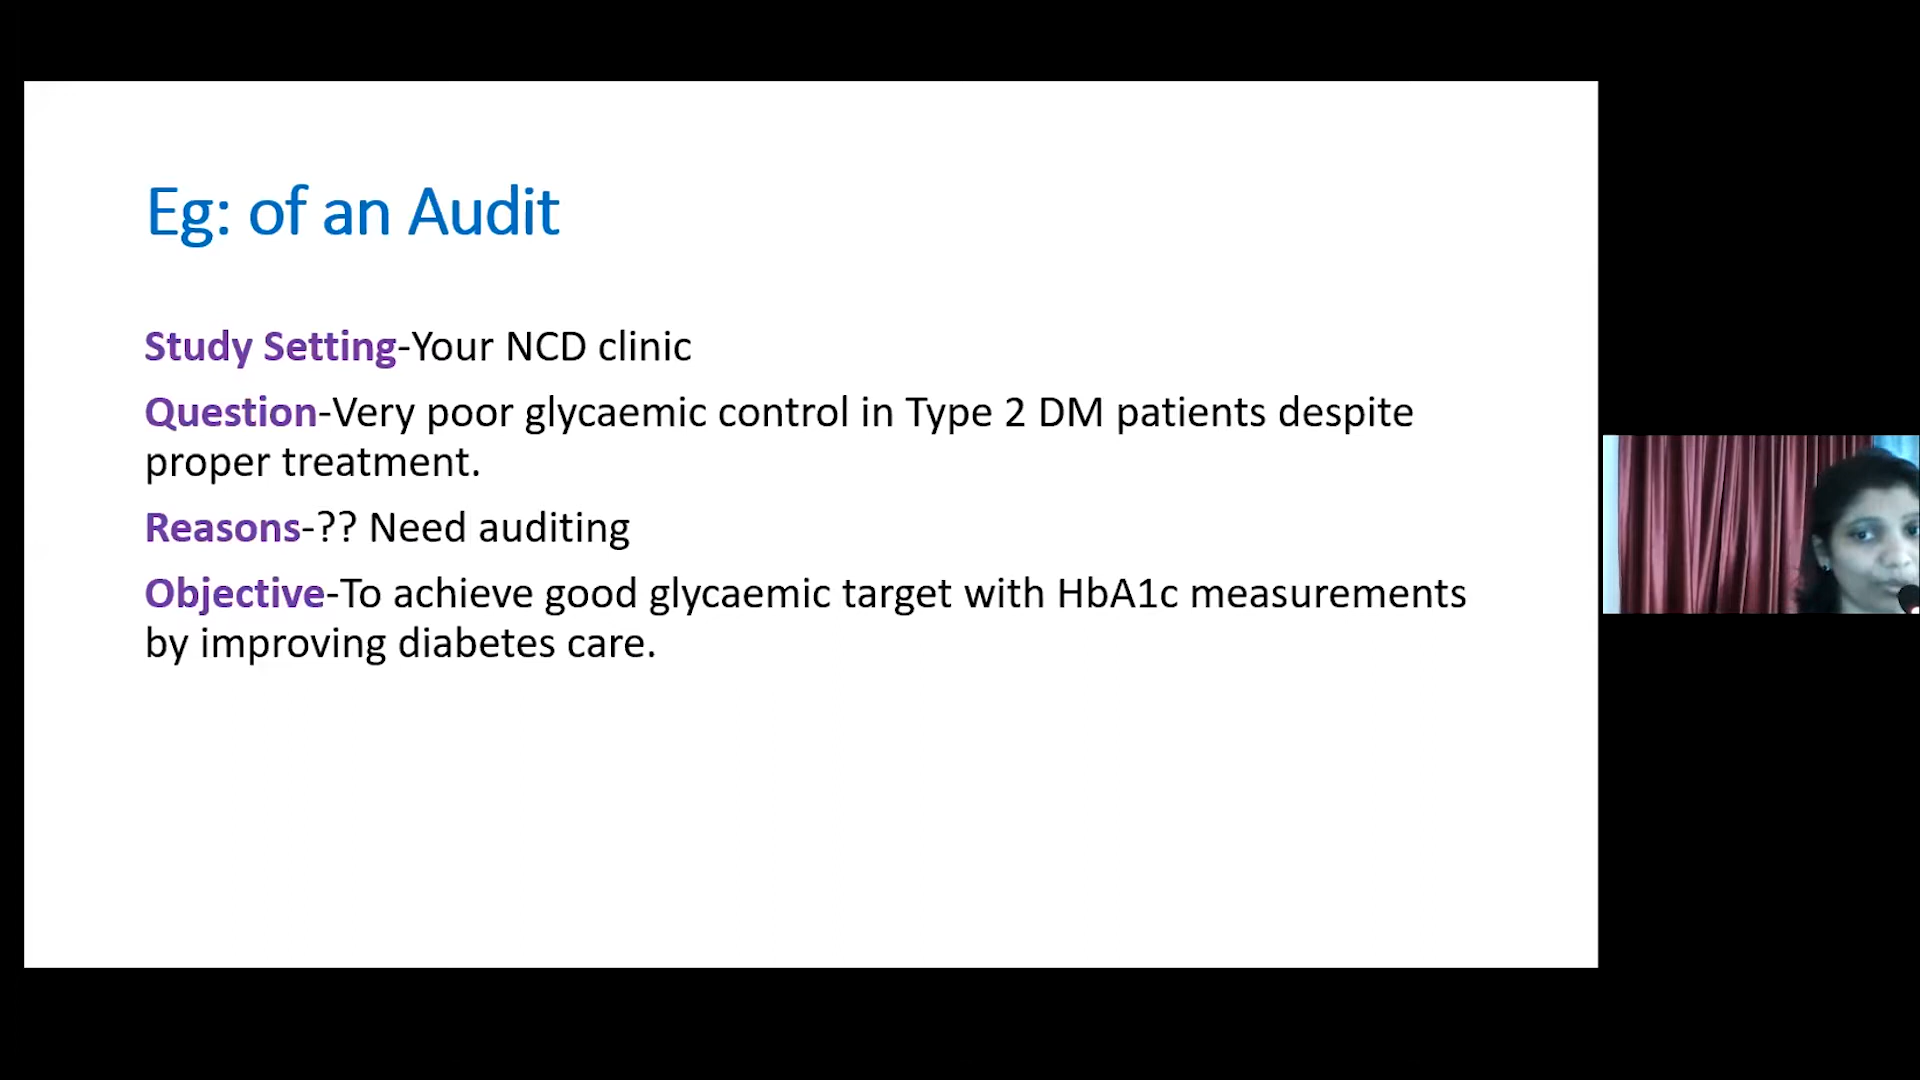 Eg: of an Audit
Study Setting-Your NCD clinic
Question-Very poor glycaemic control in Type 2 DM patients despite
proper treatment.
Reasons-?? Need auditing
Objective-To achieve good glycaemic target with HbA1c measurements
by improving diabetes care.